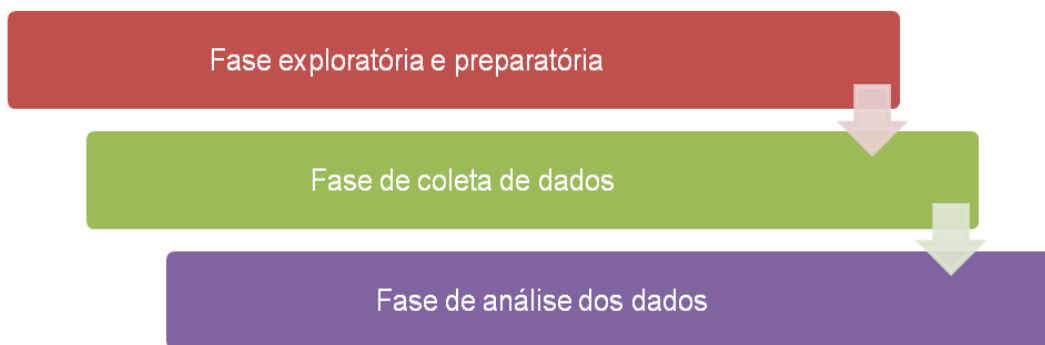 Fase exploratória e preparatória
Fase de coleta de dados
Fase de análise dos dados